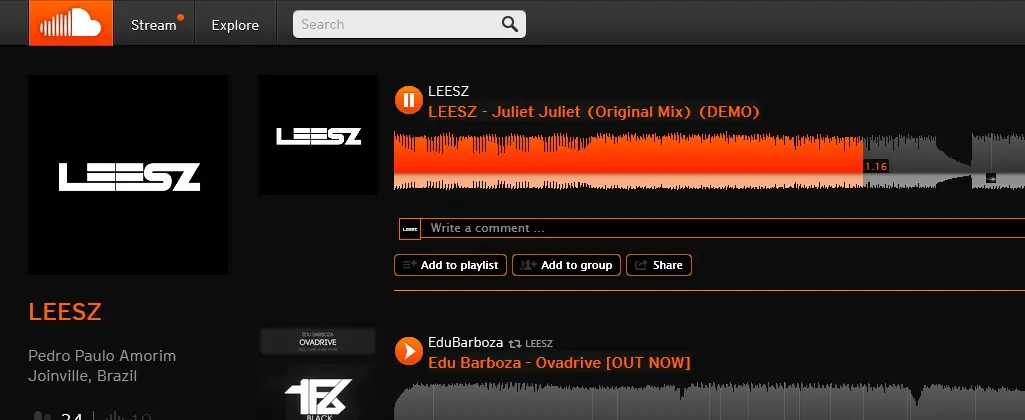 Stream
Explore
Search
LEESZ
LEESZ
LEESZ
LEESZ - Juliet Juliet (Original Mix) (DEMO)
1.16
LEESZ
Write a comment ...
Add to playlist
Add to group
Share
LEESZ
Pedro Paulo Amorim
Joinville, Brazil
24
10
EDU BARBOZA
OVADRIVE
BLACK
EduBarboza LEESZ
Edu Barboza - Ovadrive [OUT NOW]